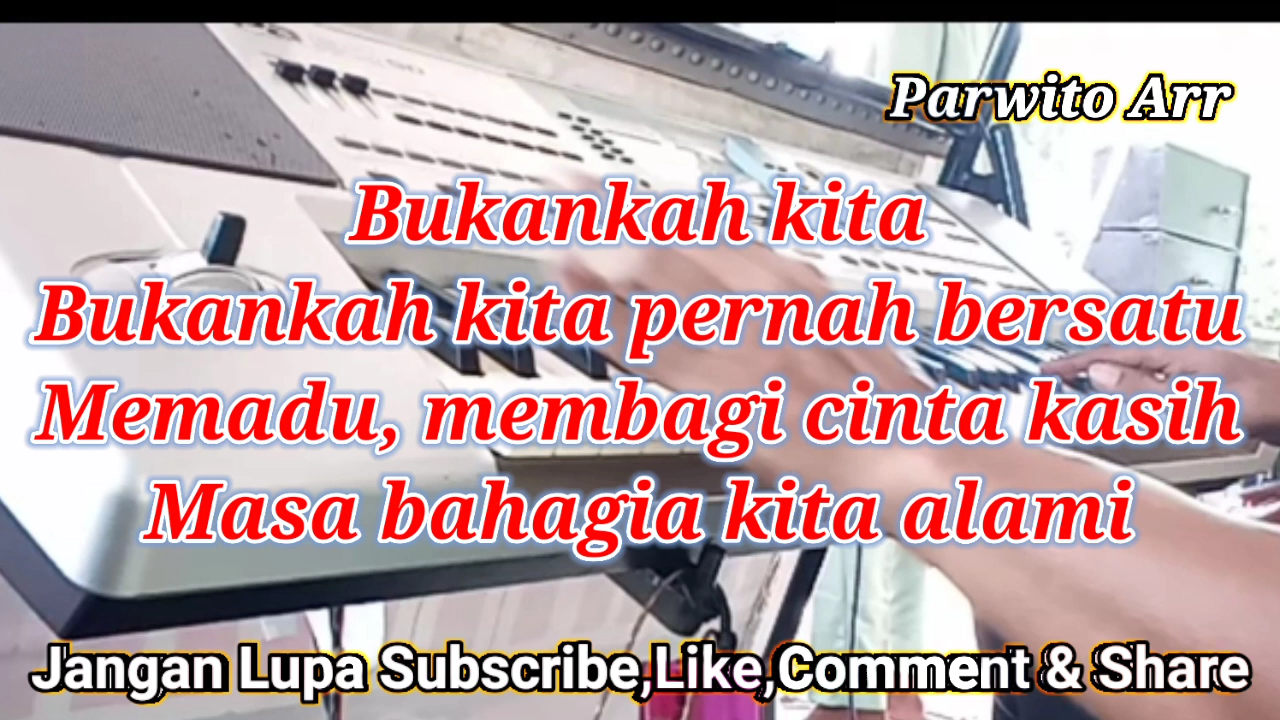 Parwito Arr
Bukankah kita
Bukankah kita pernah bersatu
Memadu, membagi cinta kasih
Masa bahagia kita alami
Jangan Lupa Subscribe,Like,Comment & Share